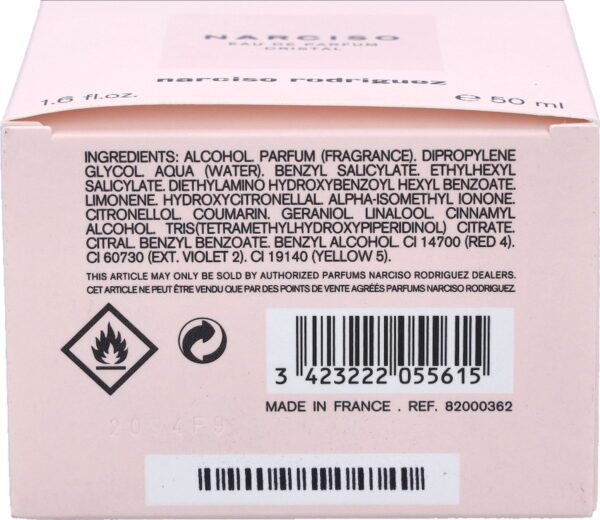 NARCISO
EAU DE PARFUM
CRISTAL
narciso rodriguez
1.6 fl.oz. e 50 ml
INGREDIENTS: ALCOHOL. PARFUM (FRAGRANCE). DIPROPYLENE
GLYCOL. AQUA (WATER). BENZYL SALICYLATE. ETHYLHEXYL
SALICYLATE. DIETHYLAMINO HYDROXYBENZOYL HEXYL BENZOATE.
LIMONENE. HYDROXYCITRONELLAL. ALPHA-ISOMETHYL IONONE.
CITRONELLOL. COUMARIN. GERANIOL. LINALOOL. CINNAMYL
ALCOHOL. TRIS(TETRAMETHYLHYDROXYPIPERIDINOL) CITRATE.
CITRAL. BENZYL BENZOATE. BENZYL ALCOHOL. CI 14700 (RED 4).
CI 60730 (EXT. VIOLET 2). CI 19140 (YELLOW 5).
THIS ARTICLE MAY ONLY BE SOLD BY AUTHORIZED PARFUMS NARCISO RODRIGUEZ DEALERS.
CET ARTICLE NE PEUT ÊTRE VENDU QUE PAR DES POINTS DE VENTE AGRÉÉS PARFUMS NARCISO RODRIGUEZ.
3 423222 055615
MADE IN FRANCE . REF. 82000362